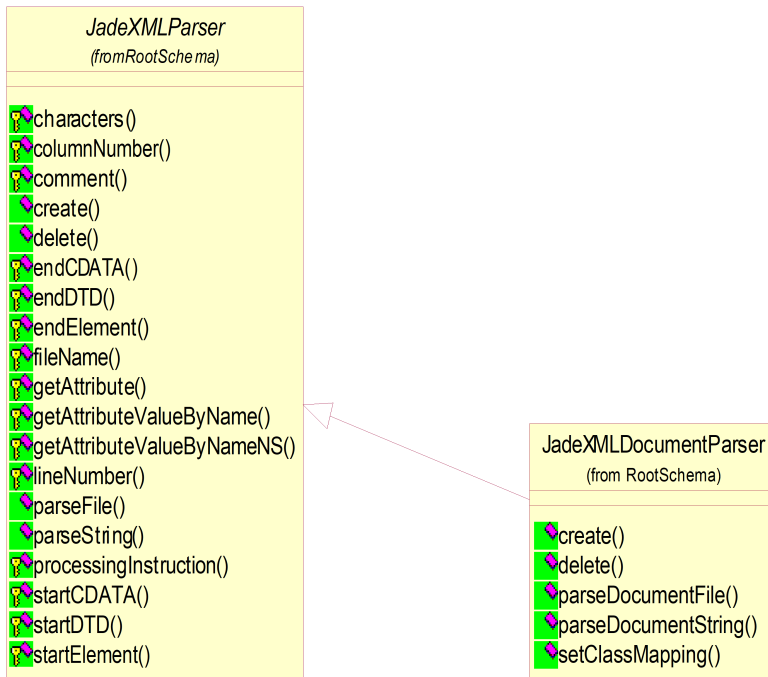 JadeXMLParser
(fromRootSchema)
characters()
columnNumber()
comment()
create()
delete()
endCDATA()
endDTD()
endElement()
fileName()
getAttribute()
getAttributeValueByName()
getAttributeValueByNameNS()
lineNumber()
parseFile()
parseString()
processingInstruction()
startCDATA()
startDTD()
startElement()
JadeXMLDocumentParser
(from RootSchema)
create()
delete()
parseDocumentFile()
parseDocumentString()
setClassMapping()